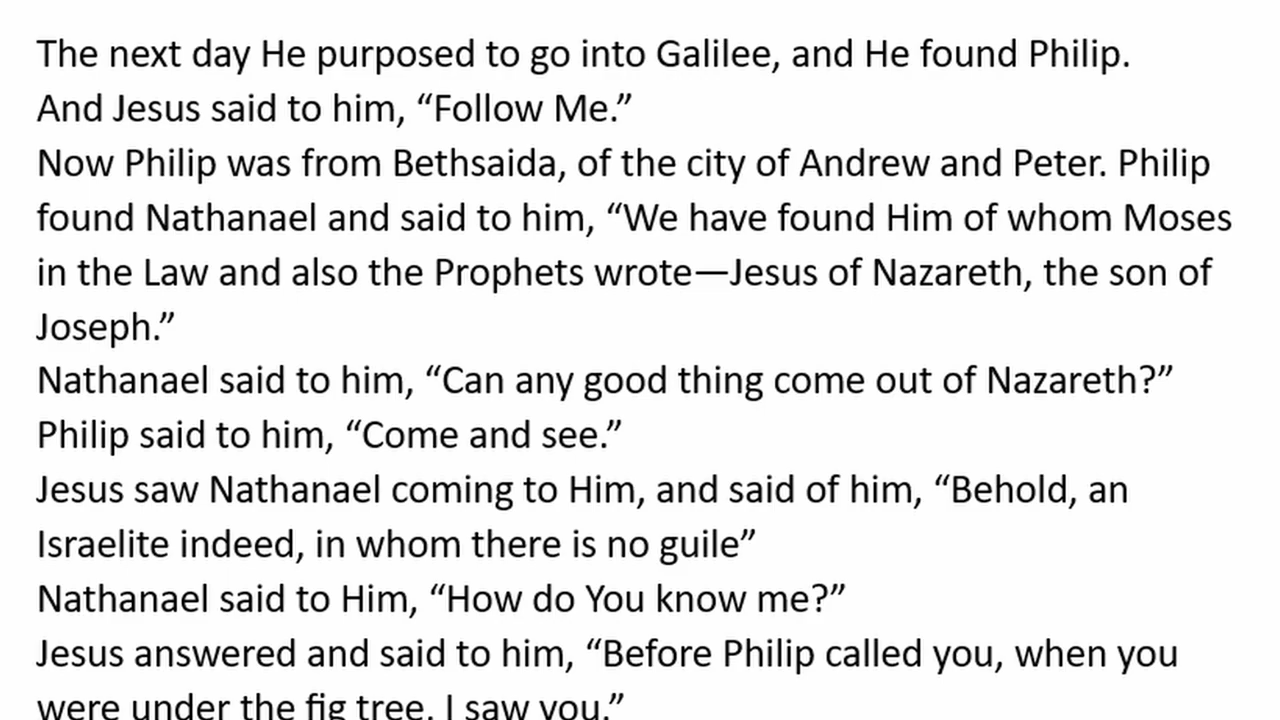 The next day He purposed to go into Galilee, and He found Philip.
And Jesus said to him, “Follow Me.”
Now Philip was from Bethsaida, of the city of Andrew and Peter. Philip
found Nathanael and said to him, “We have found Him of whom Moses
in the Law and also the Prophets wrote—Jesus of Nazareth, the son of
Joseph.”
Nathanael said to him, “Can any good thing come out of Nazareth?”
Philip said to him, “Come and see.”
Jesus saw Nathanael coming to Him, and said of him, “Behold, an
Israelite indeed, in whom there is no guile”
Nathanael said to Him, “How do You know me?”
Jesus answered and said to him, “Before Philip called you, when you
were under the fig tree, I saw you.”